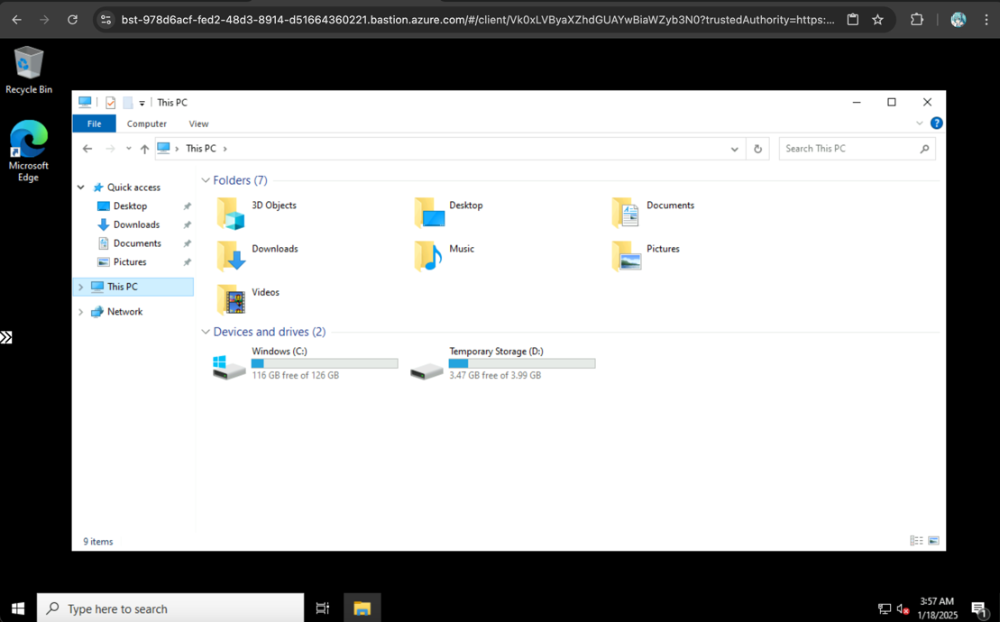 bst-978d6acf-fed2-48d3-8914-d51664360221.bastion.azure.com/#/client/Vk0xLVByaXZhdGUAYwBiaWZyb3N0?trustedAuthority=https:...
Recycle Bin
Microsoft
Edge
This PC
File Computer View
This PC
Search This PC
Quick access
Desktop
Downloads
Documents
Pictures
This PC
Network
Folders (7)
3D Objects
Desktop
Documents
Downloads
Music
Pictures
Videos
Devices and drives (2)
Windows (C:)
116 GB free of 126 GB
Temporary Storage (D:)
3.47 GB free of 3.99 GB
9 items
Type here to search
3:57 AM
1/18/2025
1